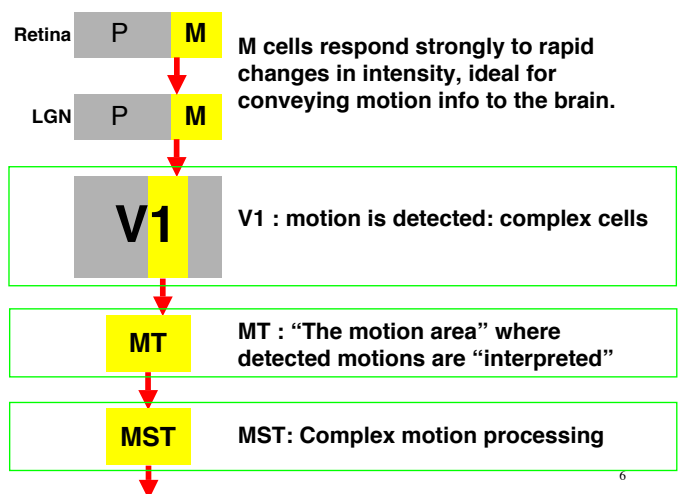 Retina P M
M cells respond strongly to rapid
changes in intensity, ideal for
conveying motion info to the brain.
LGN P M
V1
V1 : motion is detected: complex cells
MT
MT : “The motion area” where
detected motions are “interpreted”
MST
MST: Complex motion processing
6